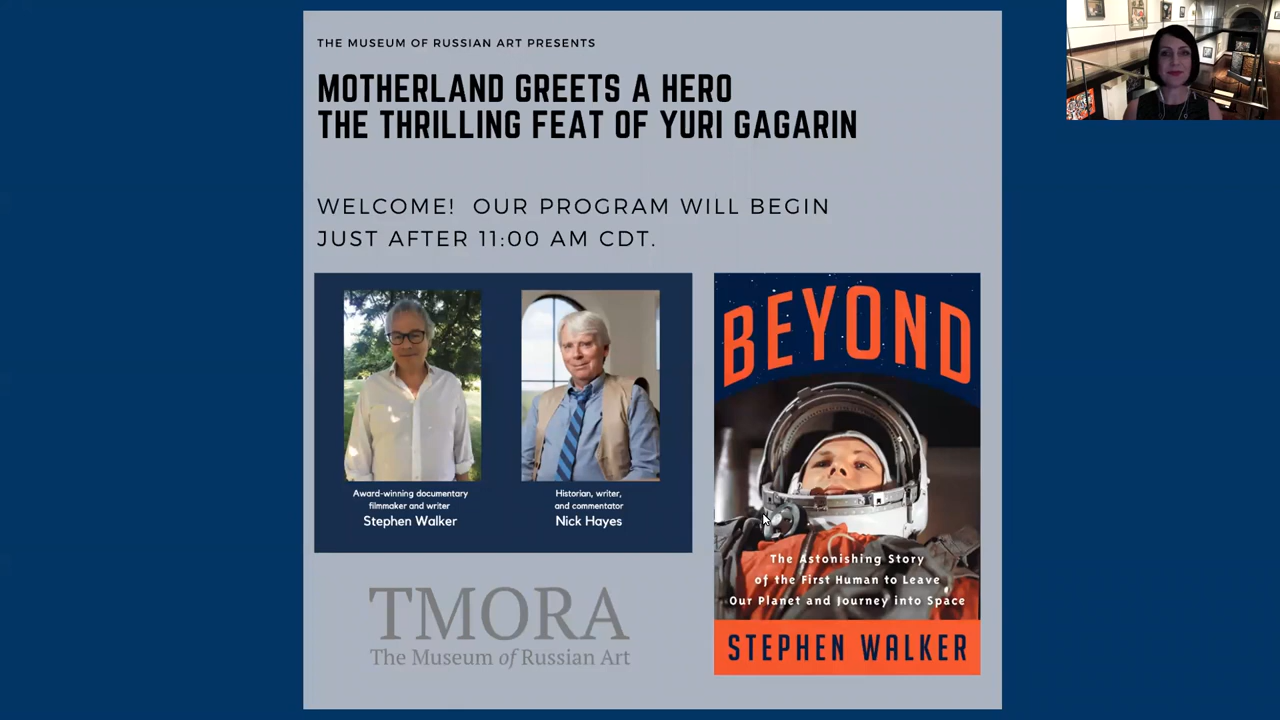 THE MUSEUM OF RUSSIAN ART PRESENTS
MOTHERLAND GREETS A HERO
THE THRILLING FEAT OF YURI GAGARIN
WELCOME! OUR PROGRAM WILL BEGIN
JUST AFTER 11:00 AM CDT.
Award-winning documentary
filmmaker and writer
Stephen Walker
Historian, writer,
and commentator
Nick Hayes
BEYOND
The Astonishing Story
of the First Human to Leave
Our Planet and Journey into Space
STEPHEN WALKER
TMORA
The Museum of Russian Art